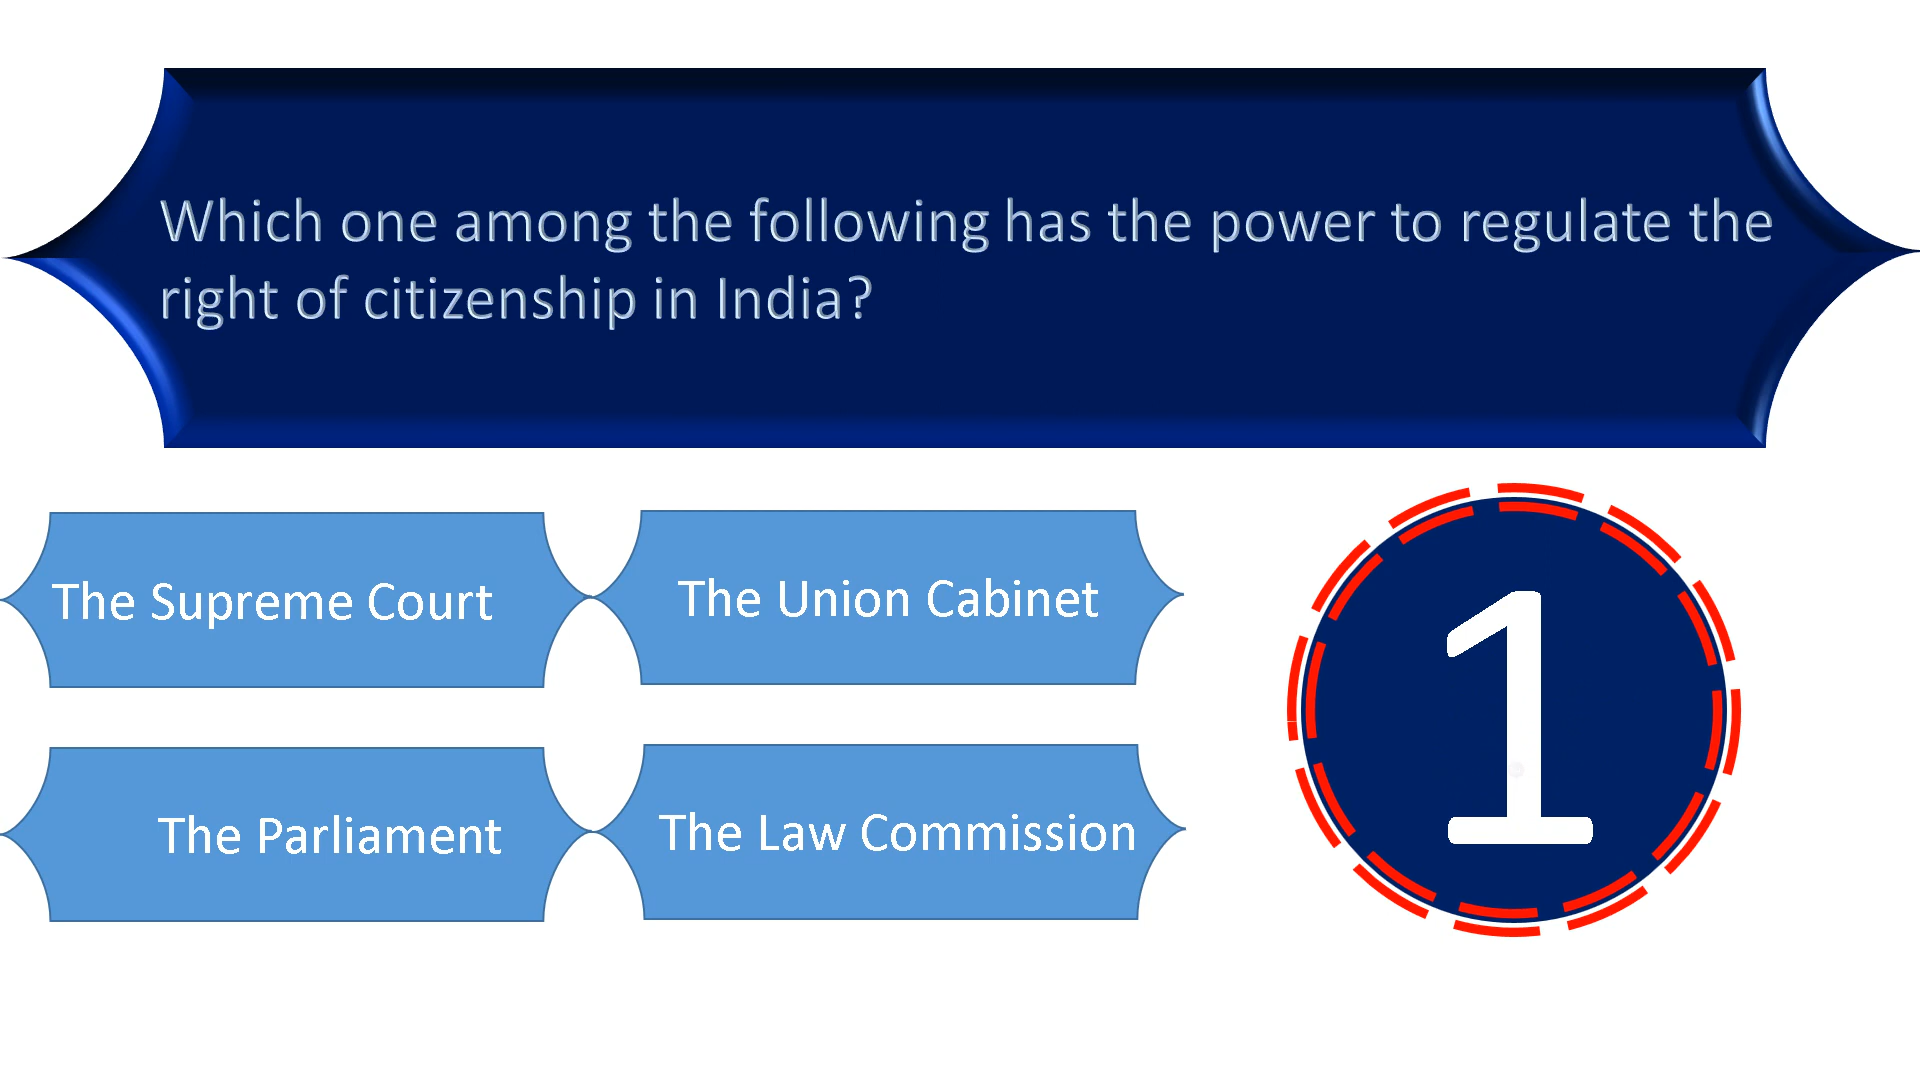 Which one among the following has the power to regulate the
right of citizenship in India?
The Supreme Court
The Union Cabinet
The Parliament
The Law Commission
1